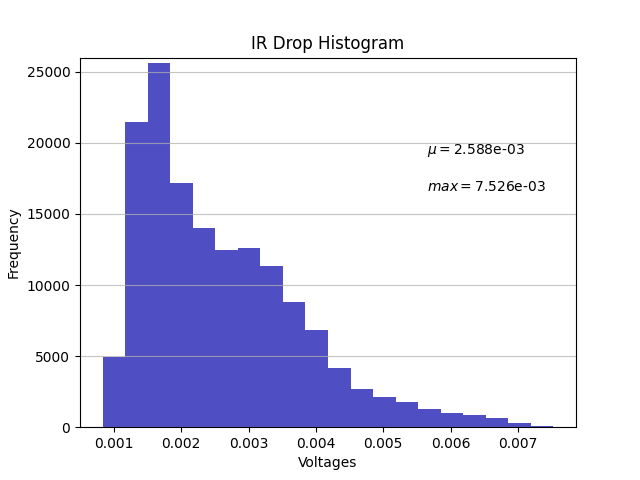 IR Drop Histogram
25000
20000
15000
10000
5000
0
Frequency
μ = 2.588e-03
max = 7.526e-03
0.001 0.002 0.003 0.004 0.005 0.006 0.007
Voltages